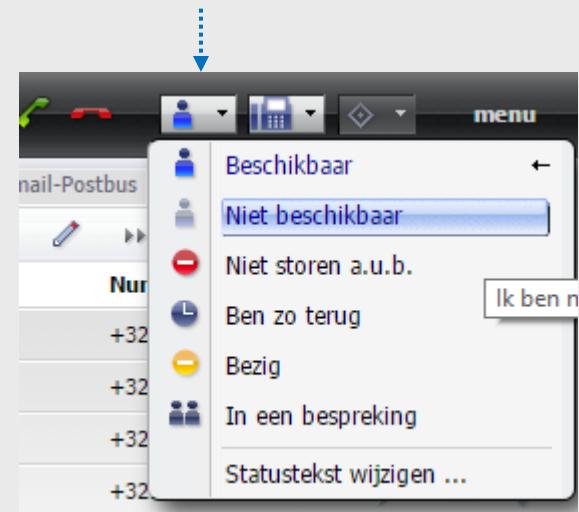 menu
mail-Postbus
Beschikbaar
Niet beschikbaar
Niet storen a.u.b.
Ik ben
Ben zo terug
Bezig
In een bespreking
Statustekst wijzigen ...
Nur
+32
+32
+32
+32